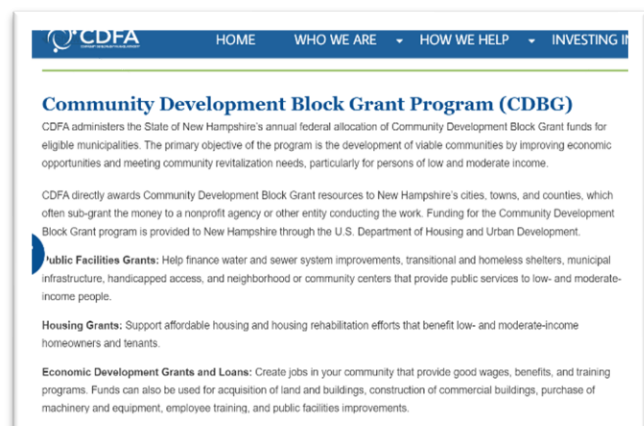 CDFA
HOME WHO WE ARE HOW WE HELP INVESTING I
Community Development Block Grant Program (CDBG)
CDFA administers the State of New Hampshire's annual federal allocation of Community Development Block Grant funds for
eligible municipalities. The primary objective of the program is the development of viable communities by improving economic
opportunities and meeting community revitalization needs, particularly for persons of low and moderate income.
CDFA directly awards Community Development Block Grant resources to New Hampshire's cities, towns, and counties, which
often sub-grant the money to a nonprofit agency or other entity conducting the work. Funding for the Community Development
Block Grant program is provided to New Hampshire through the U.S. Department of Housing and Urban Development.
Public Facilities Grants: Help finance water and sewer system improvements, transitional and homeless shelters, municipal
infrastructure, handicapped access, and neighborhood or community centers that provide public services to low- and moderate-
income people.
Housing Grants: Support affordable housing and housing rehabilitation efforts that benefit low- and moderate-income
homeowners and tenants.
Economic Development Grants and Loans: Create jobs in your community that provide good wages, benefits, and training
programs. Funds can also be used for acquisition of land and buildings, construction of commercial buildings, purchase of
machinery and equipment, employee training, and public facilities improvements.